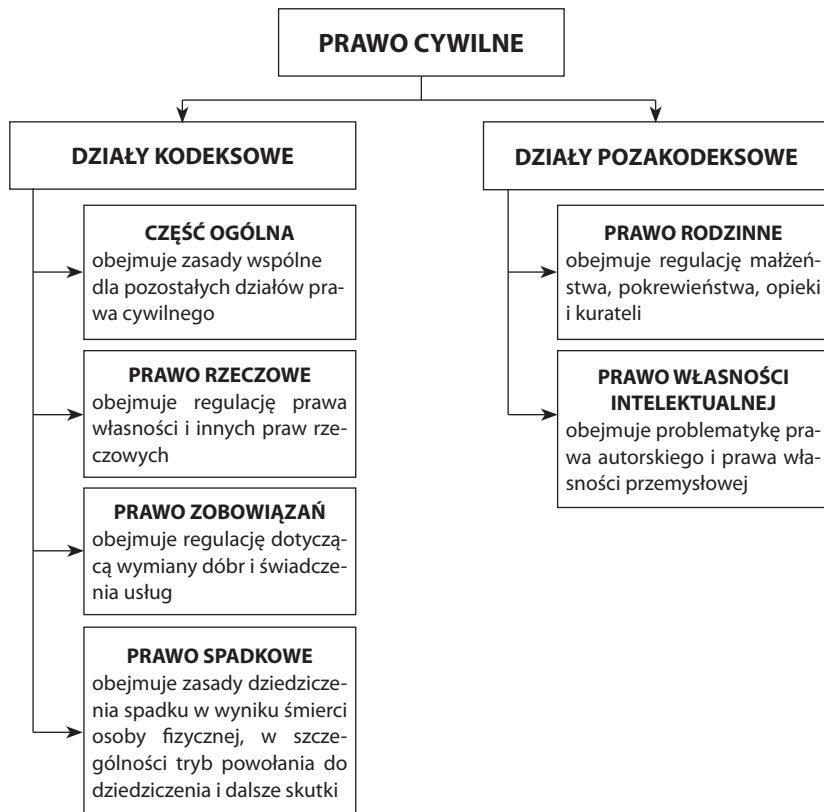 PRAWO CYWILNE
DZIAŁY KODEKSOWE
CZĘŚĆ OGÓLNA
obejmuje zasady wspólne
dla pozostałych działów pra-
wa cywilnego
PRAWO RZECZOWE
obejmuje regulację prawa
własności i innych praw rze-
czowych
PRAWO ZOBOWIĄZAŃ
obejmuje regulację dotyczą-
cą wymiany dóbr i świadcze-
nia usług
PRAWO SPADKOWE
obejmuje zasady dziedzicze-
nia spadku w wyniku śmierci
osoby fizycznej, w szcze-
gólności tryb powołania do
dziedziczenia i dalsze skutki
DZIAŁY POZAKODEKSOWE
PRAWO RODZINNE
obejmuje regulację małżeń-
stwa, pokrewieństwa, opieki
i kurateli
PRAWO WŁASNOŚCI
INTELEKTUALNEJ
obejmuje problematykę pra-
wa autorskiego i prawa wła-
sności przemysłowej